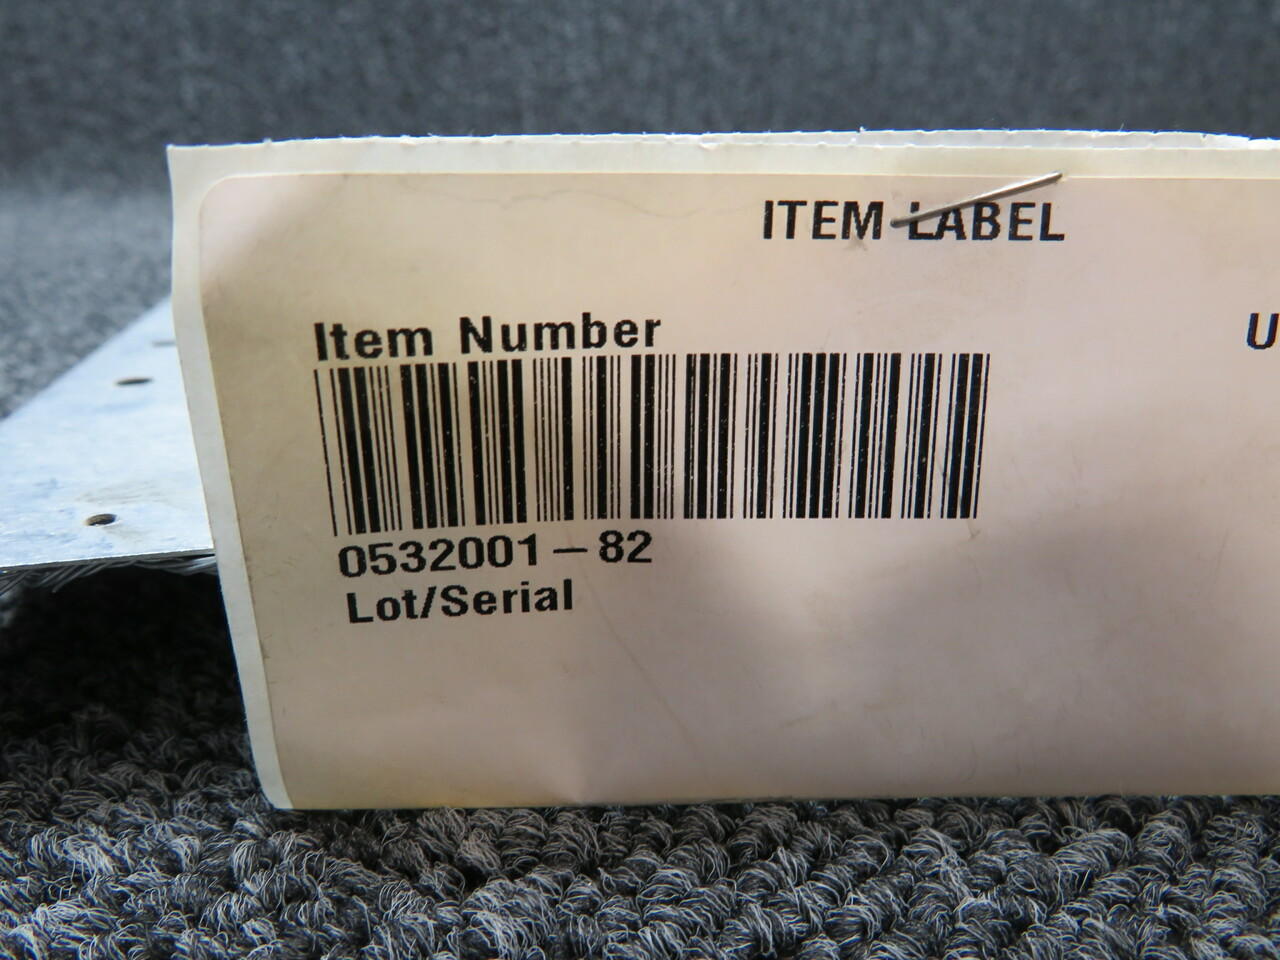 ITEM LABEL
Item Number
U
0532001-82
Lot/Serial